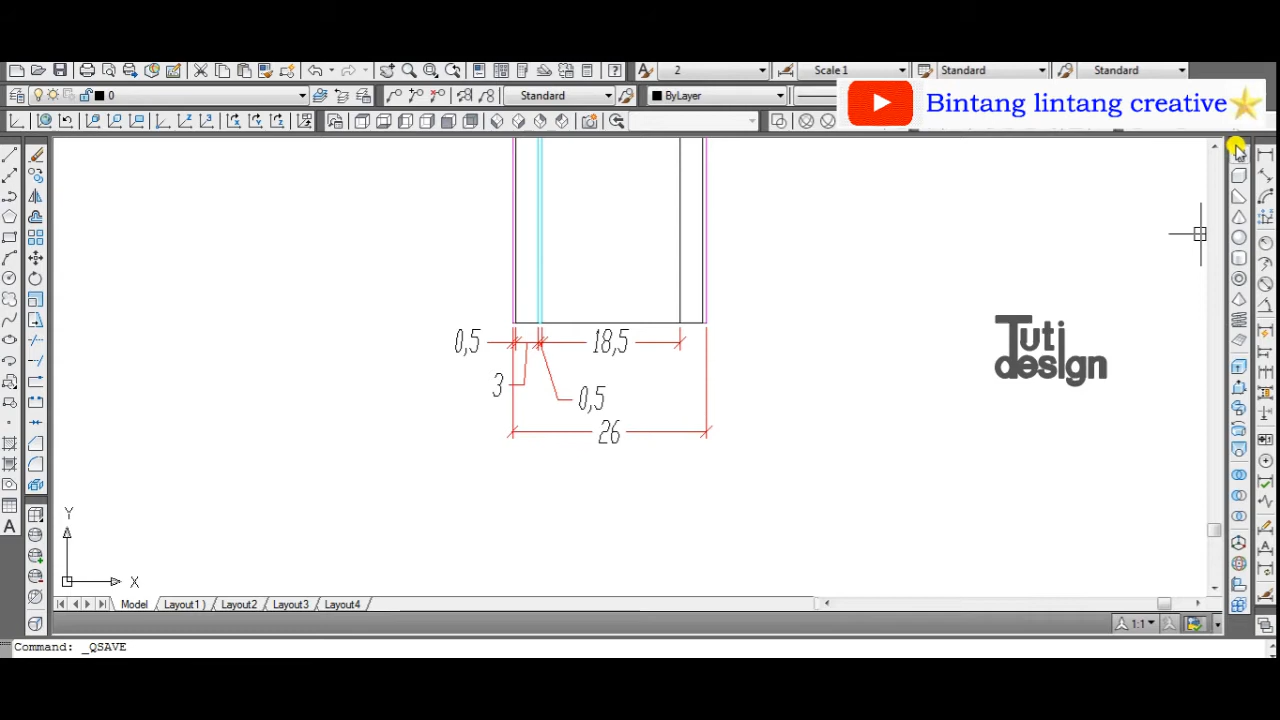 2
Scale1
Standard
Standard
0
Standard
ByLayer
Bintang lintang creative
0,5
18,5
3
0,5
26
Tuti
design
Y
X
A
Model
Layout1)
Layout2
Layout3
Layout4
1:1
Command: _QSAVE